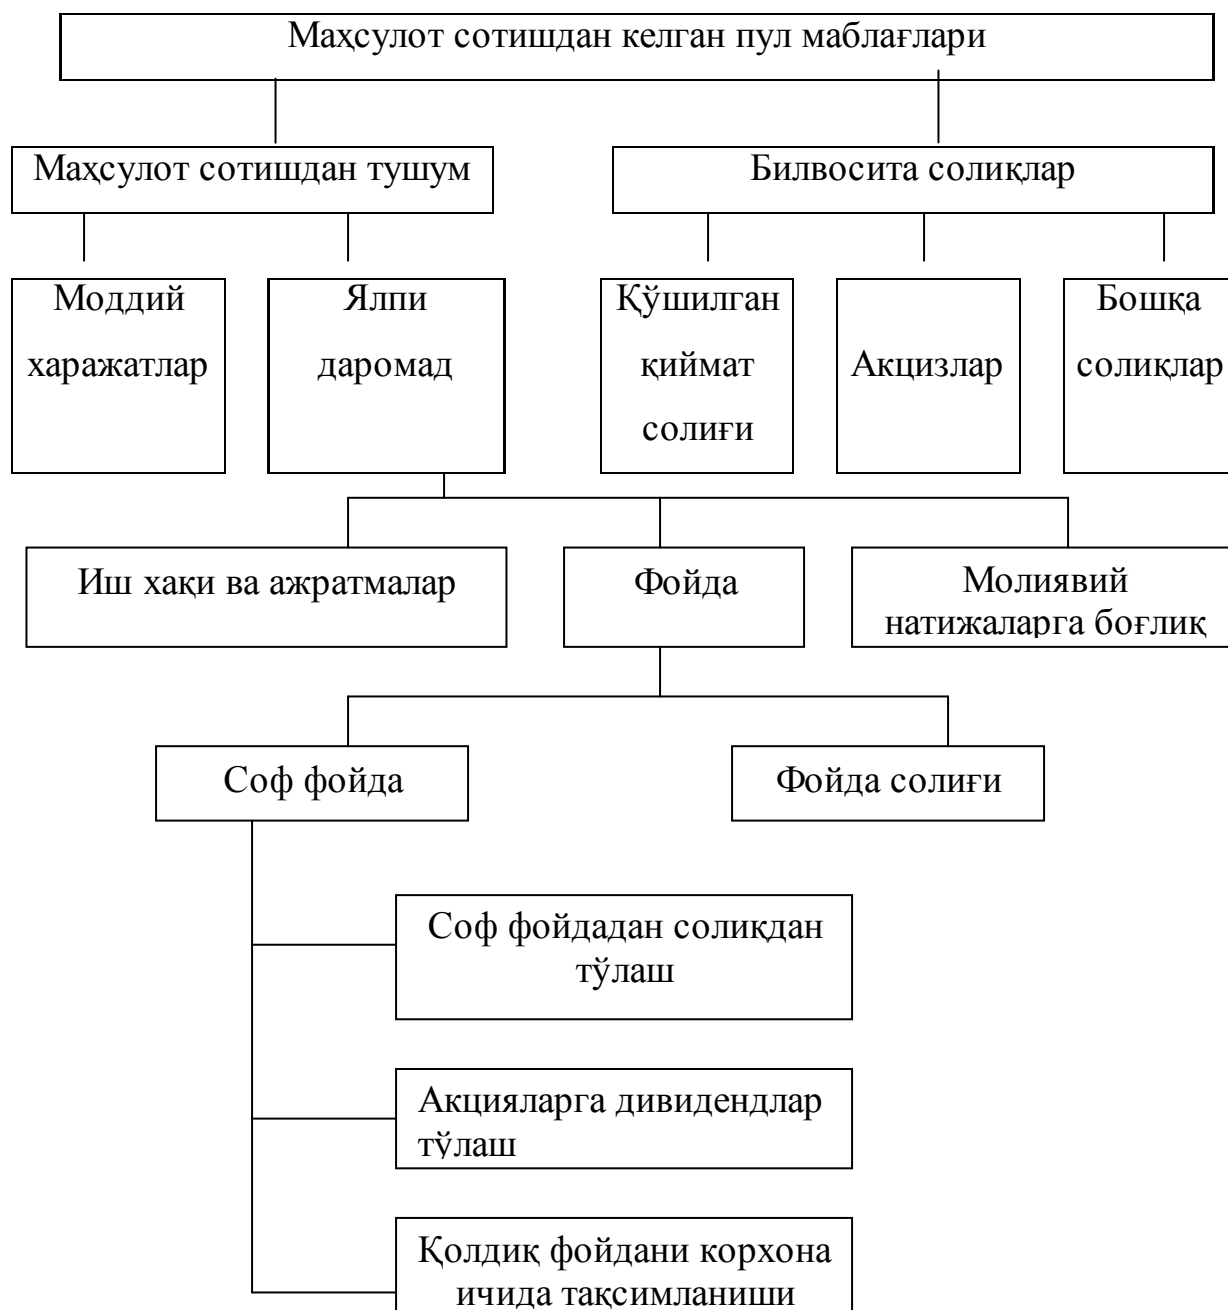 Маҳсулот сотишдан келган пул маблағлари
Маҳсулот сотишдан тушум
Билвосита солиқлар
Моддий
харажатлар
Ялпи
даромад
Қўшилган
қиймат
солиғи
Акцизлар
Бошқа
солиқлар
Иш хақи ва ажратмалар
Фойда
Молиявий
натижаларга боғлиқ
Соф фойда
Фойда солиғи
Соф фойдадан солиқдан
тўлаш
Акцияларга дивидендлар
тўлаш
Қолдиқ фойдани корхона
ичида тақсимланиши